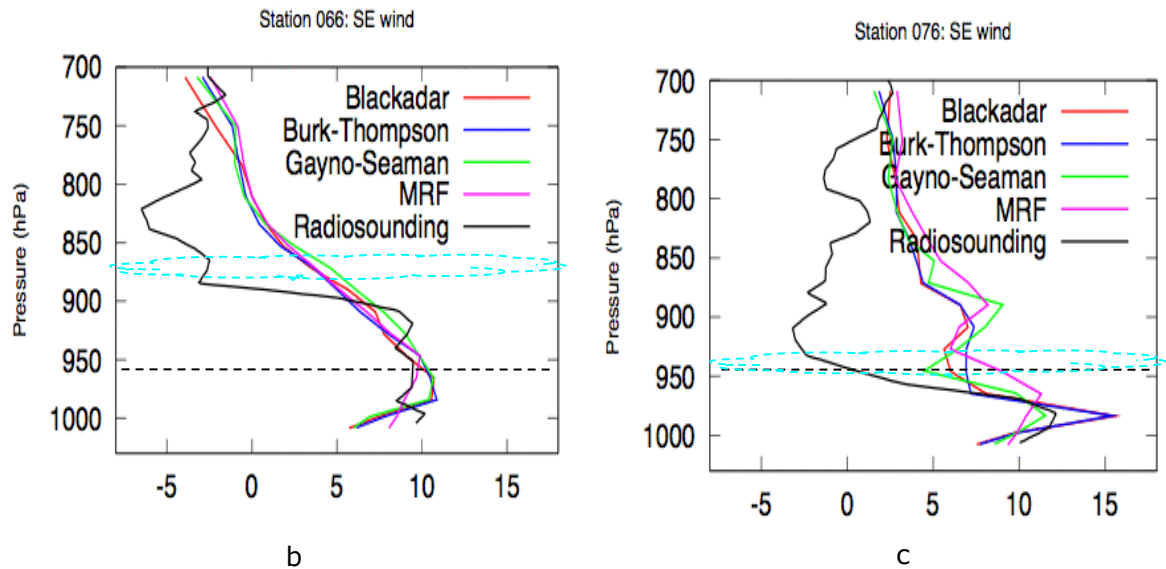 Station 066: SE wind
700
750
800
850
900
950
1000
Pressure (hPa)
Blackadar
Burk-Thompson
Gayno-Seaman
MRF
Radiosounding
-5
0
5
10
15
b
Station 076: SE wind
700
750
800
850
900
950
1000
Pressure (hPa)
Blackadar
Burk-Thompson
Gayno-Seaman
MRF
Radiosounding
-5
0
5
10
15
c